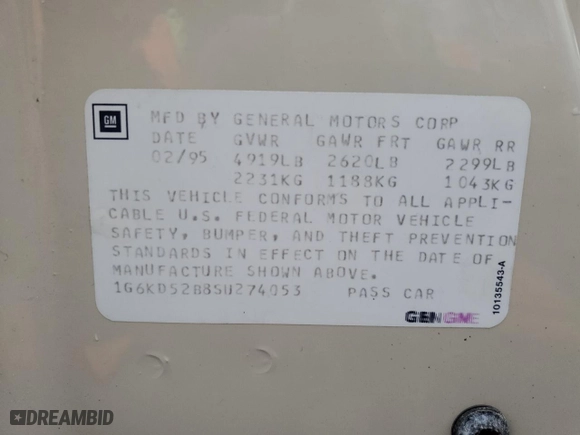 GM
MFD BY GENERAL MOTORS CORP
DATE GVWR GAWR FRT GAWR RR
02/95 4919LB 2620LB 2299LB
2231KG 1188KG 1043KG
THIS VEHICLE CONFORMS TO ALL APPLI-
CABLE U.S. FEDERAL MOTOR VEHICLE
SAFETY, BUMPER, AND THEFT PREVENTION
STANDARDS IN EFFECT ON THE DATE OF
MANUFACTURE SHOWN ABOVE.
1G6KD52B8SU274053 PASS CAR
GENGME
10135543-A
DREAMBID